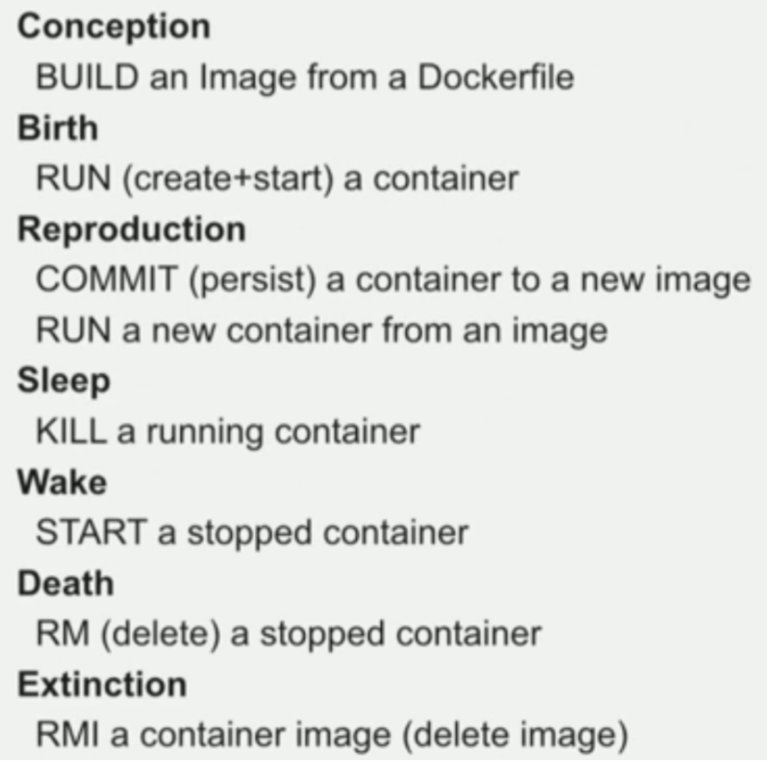 Conception
BUILD an Image from a Dockerfile
Birth
RUN (create+start) a container
Reproduction
COMMIT (persist) a container to a new image
RUN a new container from an image
Sleep
KILL a running container
Wake
START a stopped container
Death
RM (delete) a stopped container
Extinction
RMI a container image (delete image)